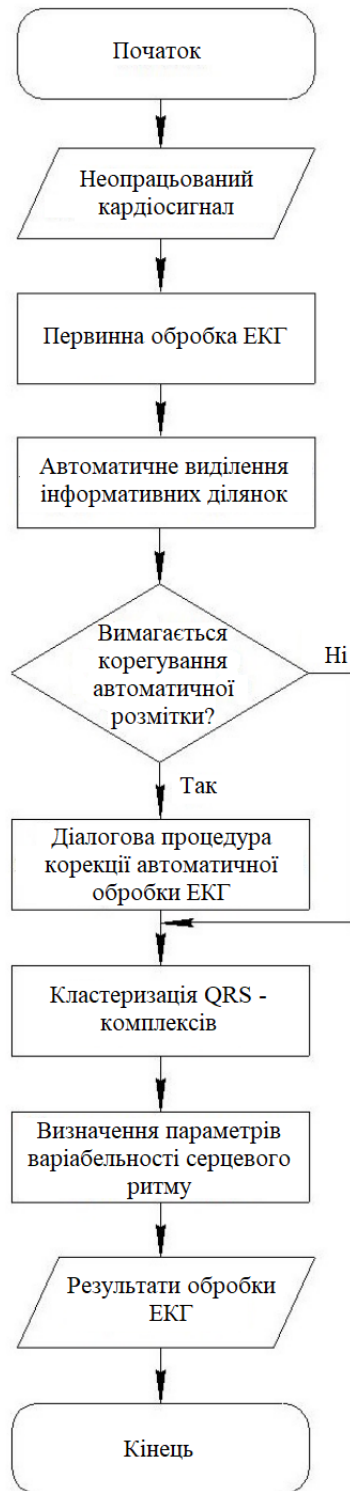 Початок
Неопрацьований
кардіосигнал
Первинна обробка ЕКГ
Автоматичне виділення
інформативних ділянок
Вимагається
корегування
автоматичної
розмітки?
Ні
Так
Діалогова процедура
корекції автоматичної
обробки ЕКГ
Кластеризація QRS -
комплексів
Визначення параметрів
варіабельності серцевого
ритму
Результати обробки
ЕКГ
Кінець